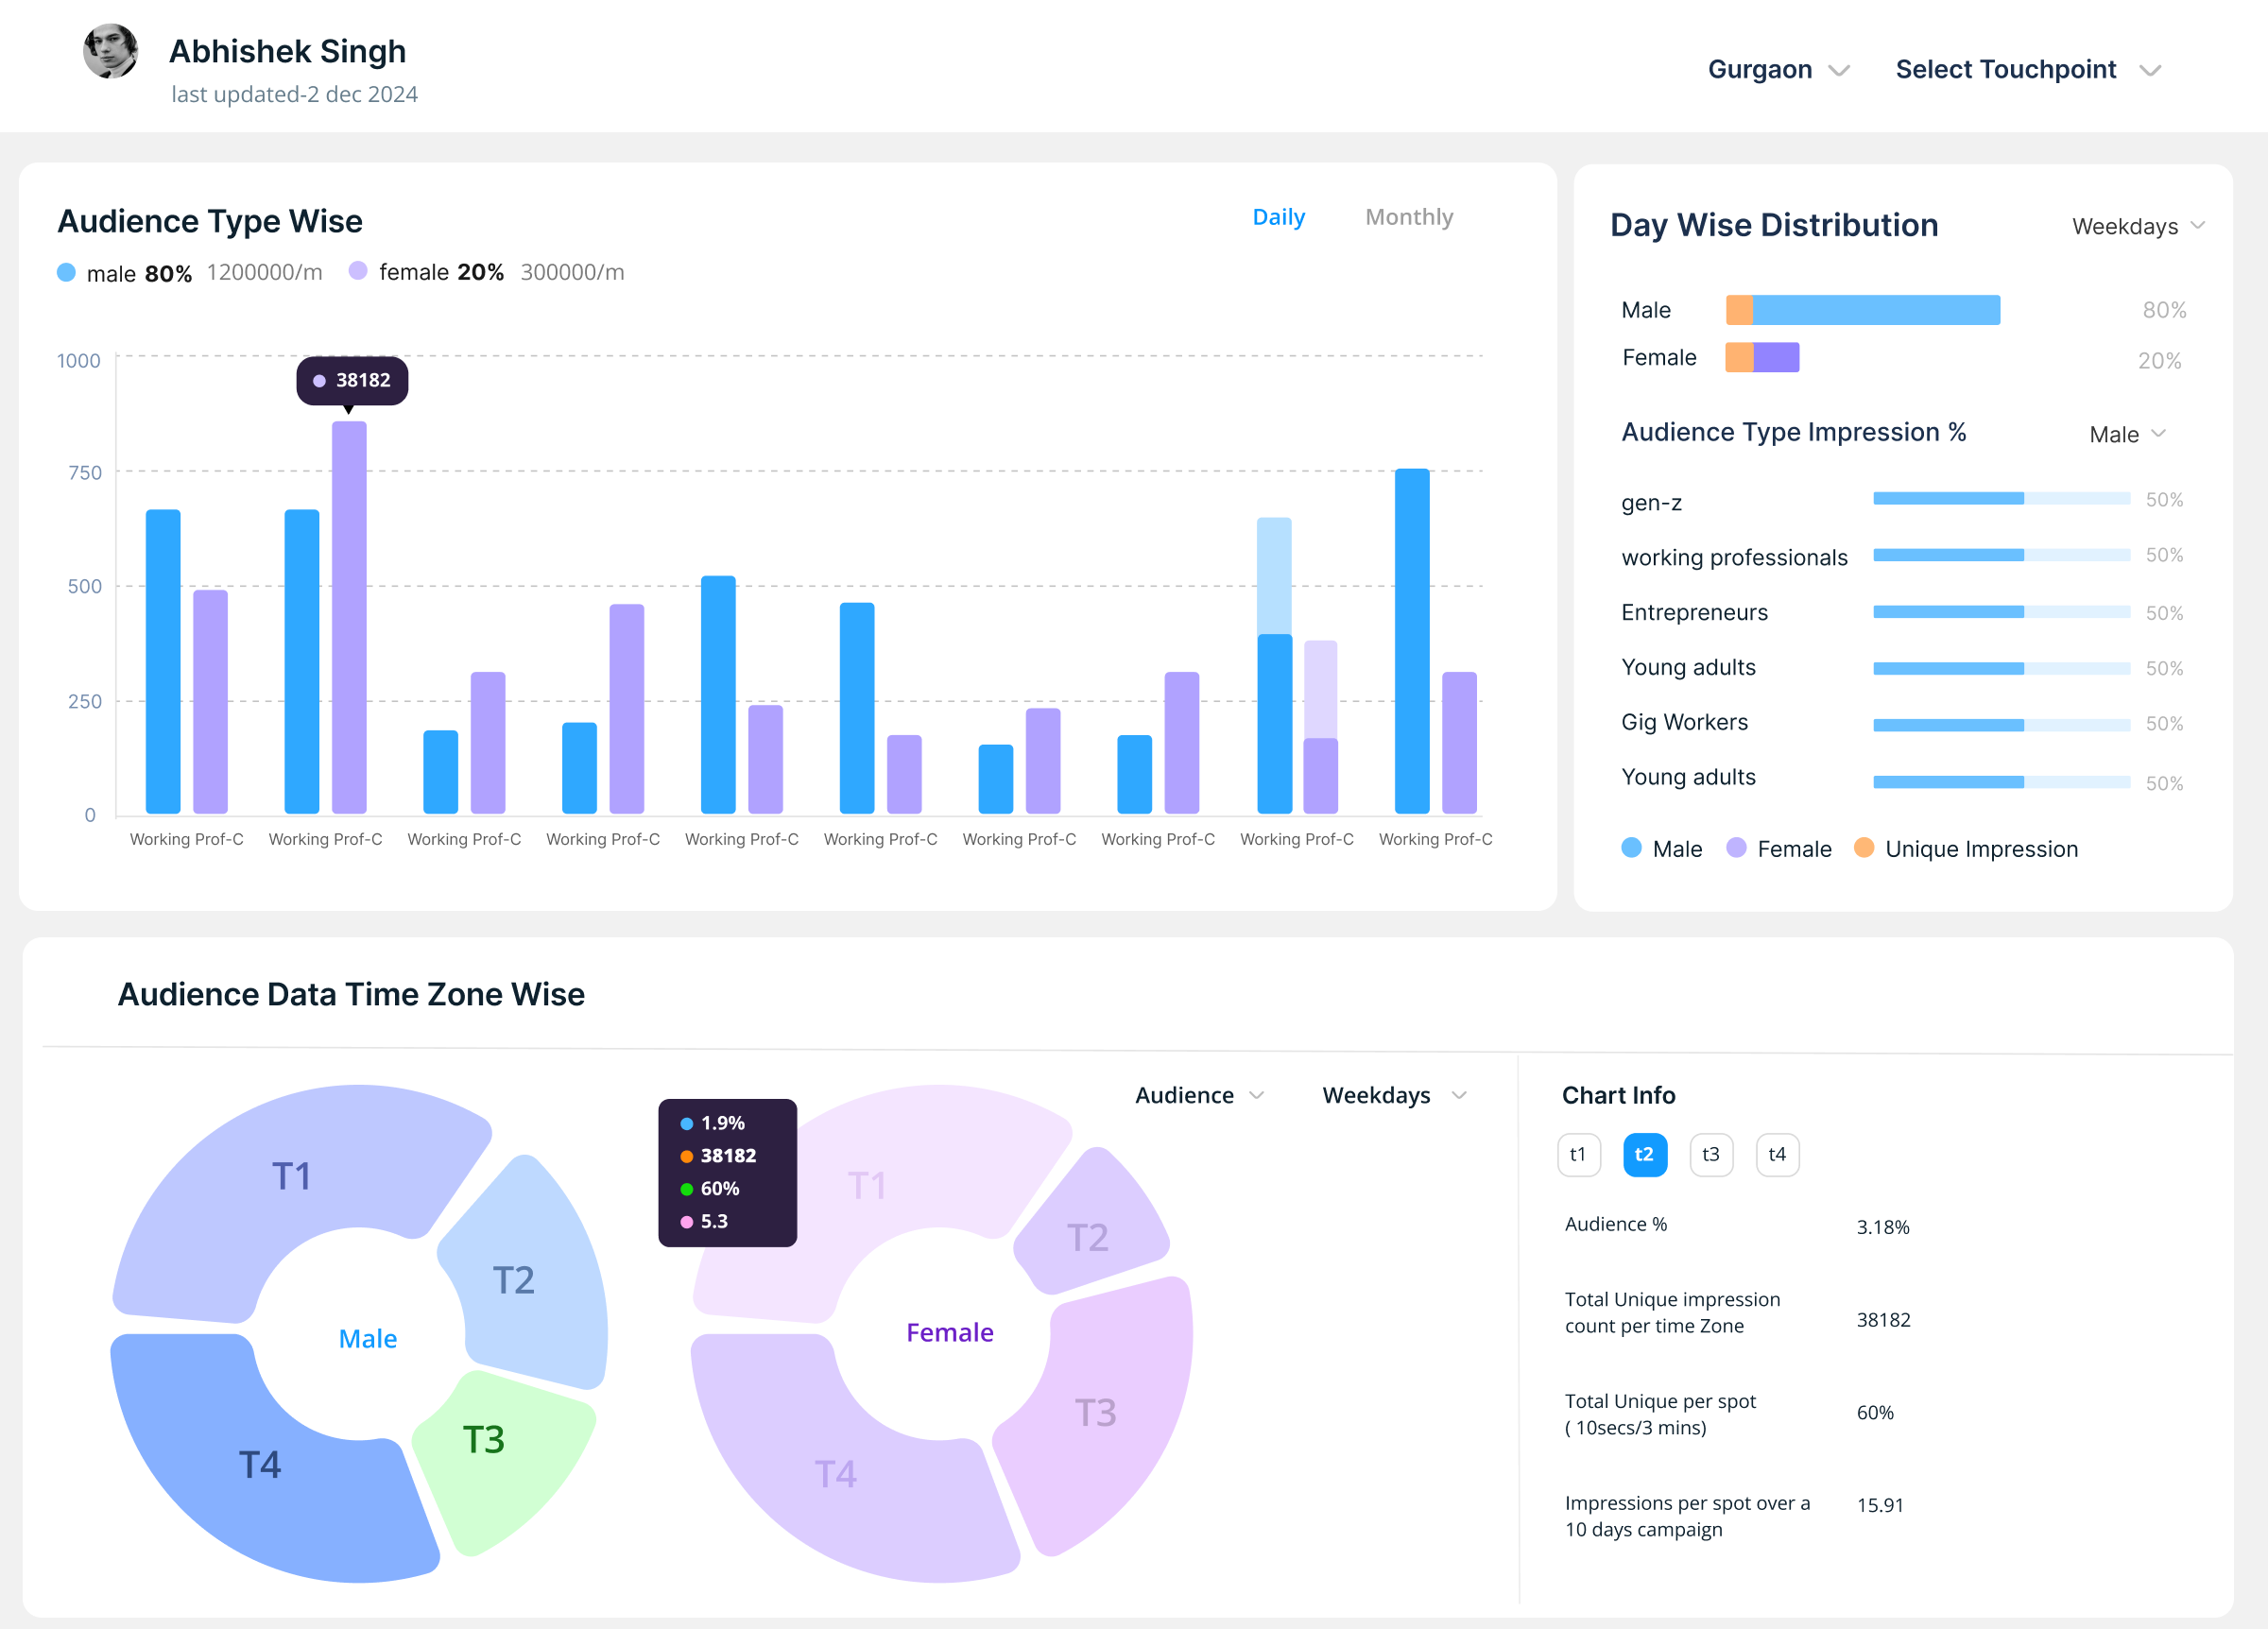 Abhishek Singh
last updated-2 dec 2024
Gurgaon
Select Touchpoint
Audience Type Wise
Daily
Monthly
male 80% 1200000/m
female 20% 300000/m
1000
750
500
250
0
38182
Working Prof-C
Working Prof-C
Working Prof-C
Working Prof-C
Working Prof-C
Working Prof-C
Working Prof-C
Working Prof-C
Working Prof-C
Working Prof-C
Day Wise Distribution
Weekdays
Male 80%
Female 20%
Audience Type Impression %
Male
gen-z 50%
working professionals 50%
Entrepreneurs 50%
Young adults 50%
Gig Workers 50%
Young adults 50%
Male
Female
Unique Impression
Audience Data Time Zone Wise
T1
T2
T3
T4
Male
1.9%
38182
60%
5.3
T1
T2
T3
T4
Female
Audience
Weekdays
Chart Info
t1
t2
t3
t4
Audience % 3.18%
Total Unique impression
count per time Zone
38182
Total Unique per spot
( 10secs/3 mins)
60%
Impressions per spot over a
10 days campaign
15.91